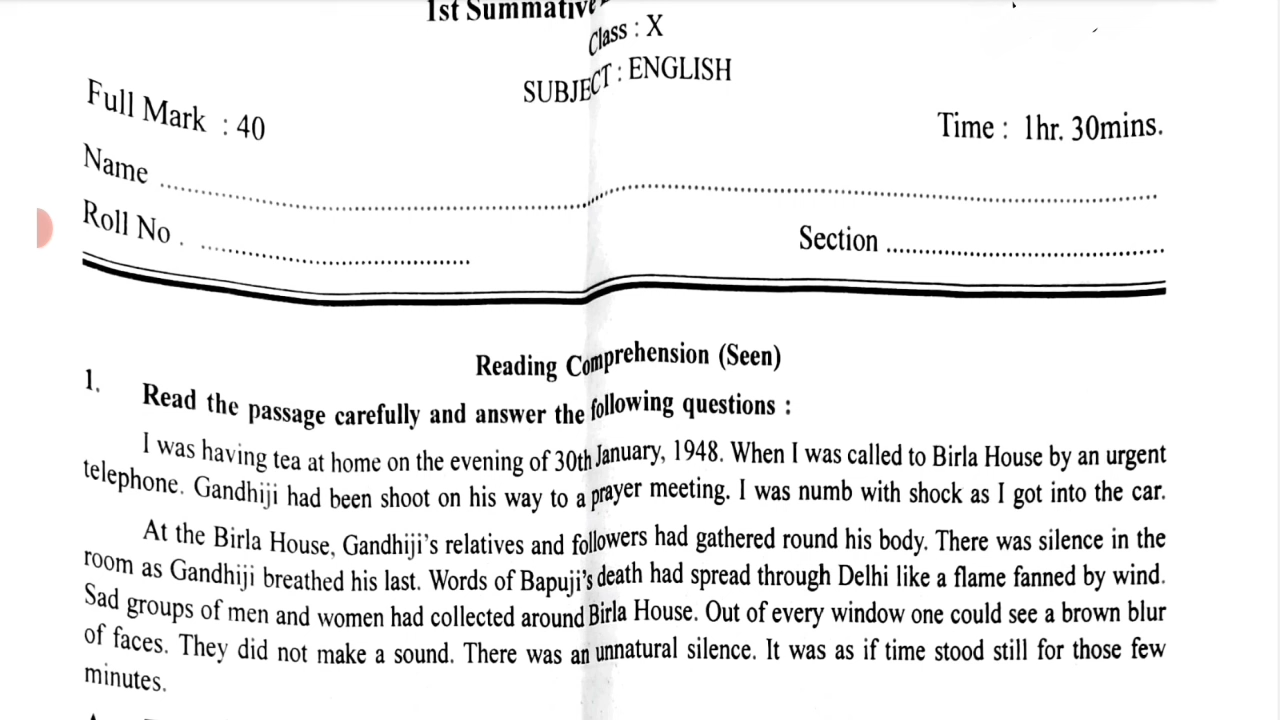 1st Summative
Class : X
SUBJECT : ENGLISH
Full Mark : 40
Time : 1hr. 30mins.
Name ............................................................
Roll No . ........................................
Section ........................................
Reading Comprehension (Seen)
1. Read the passage carefully and answer the following questions :
I was having tea at home on the evening of 30th January, 1948. When I was called to Birla House by an urgent
telephone. Gandhiji had been shoot on his way to a prayer meeting. I was numb with shock as I got into the car.
At the Birla House, Gandhiji's relatives and followers had gathered round his body. There was silence in the
room as Gandhiji breathed his last. Words of Bapuji's death had spread through Delhi like a flame fanned by wind.
Sad groups of men and women had collected around Birla House. Out of every window one could see a brown blur
of faces. They did not make a sound. There was an unnatural silence. It was as if time stood still for those few
minutes.